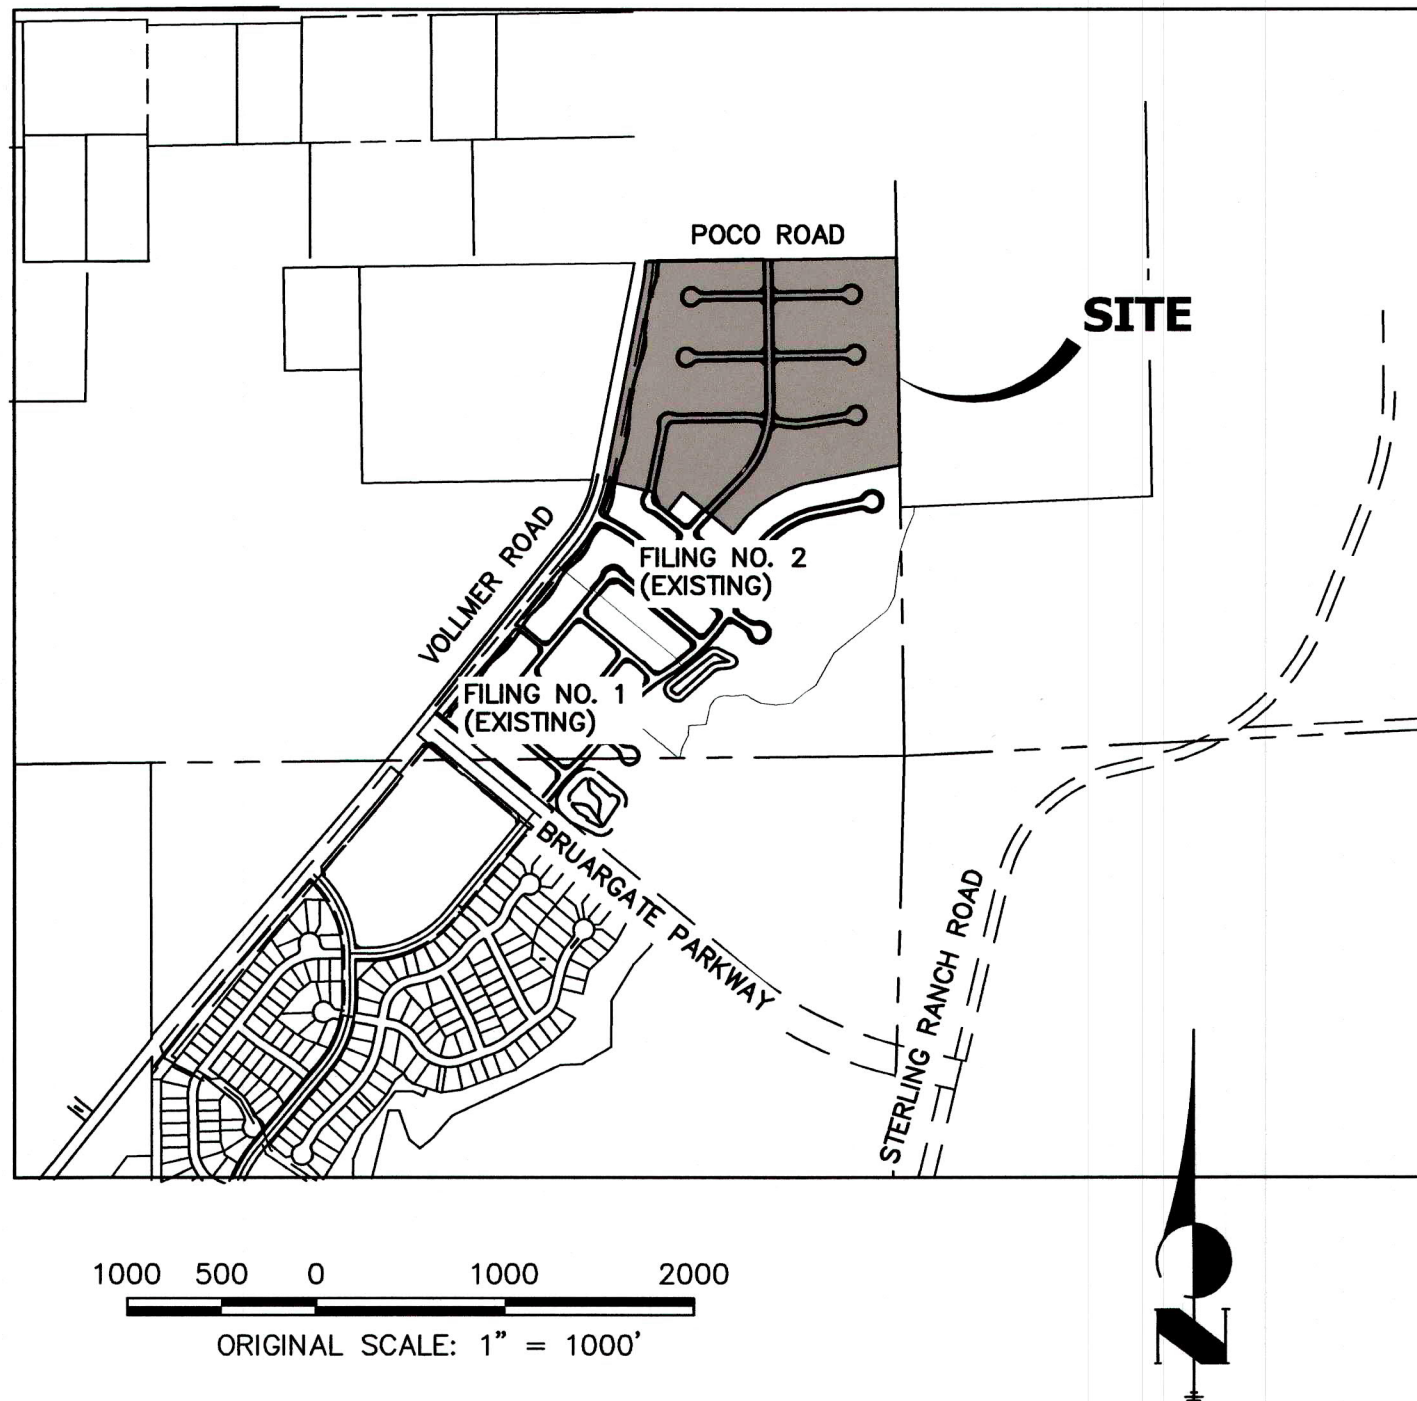 POCO ROAD
SITE
VOLLMER ROAD
FILING NO. 2
(EXISTING)
FILING NO. 1
(EXISTING)
BRUARGATE PARKWAY
STERLING RANCH ROAD
1000 500 0 1000 2000
ORIGINAL SCALE: 1" = 1000'
N